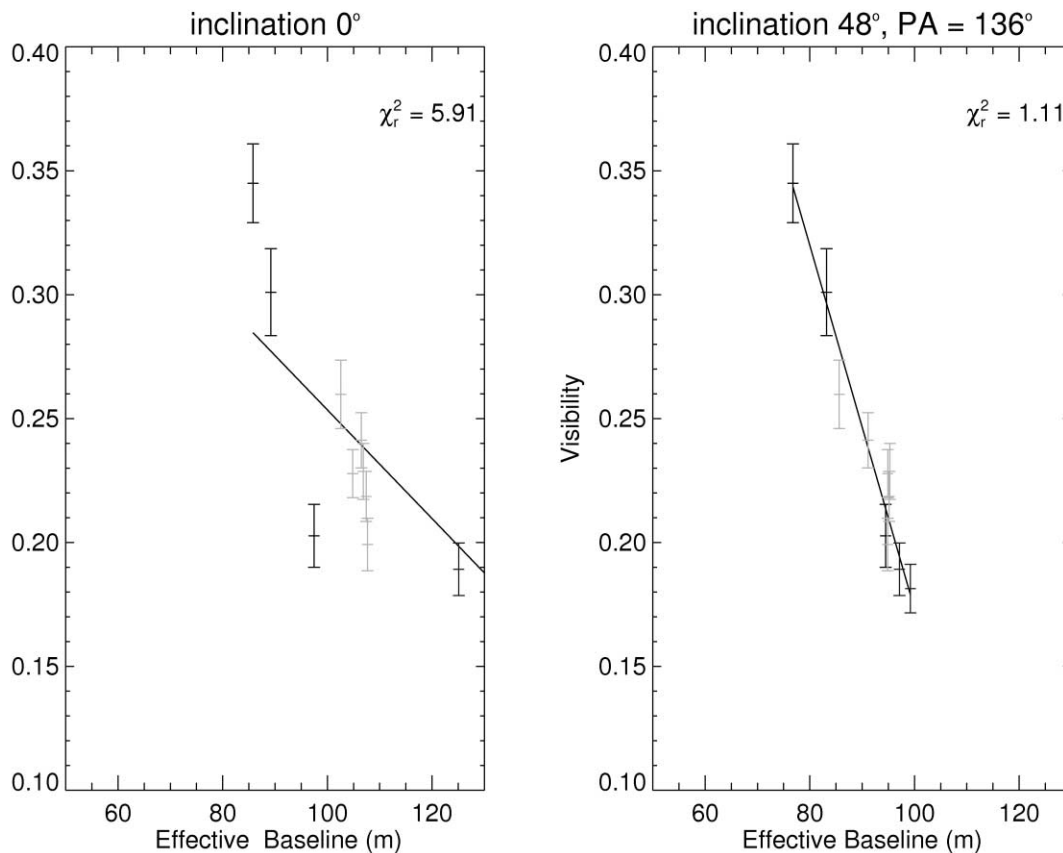 inclination 0°
χ²ᵣ = 5.91
0.40
0.35
0.30
0.25
0.20
0.15
0.10
60 80 100 120
Effective Baseline (m)
inclination 48°, PA = 136°
χ²ᵣ = 1.11
Visibility
0.40
0.35
0.30
0.25
0.20
0.15
0.10
60 80 100 120
Effective Baseline (m)